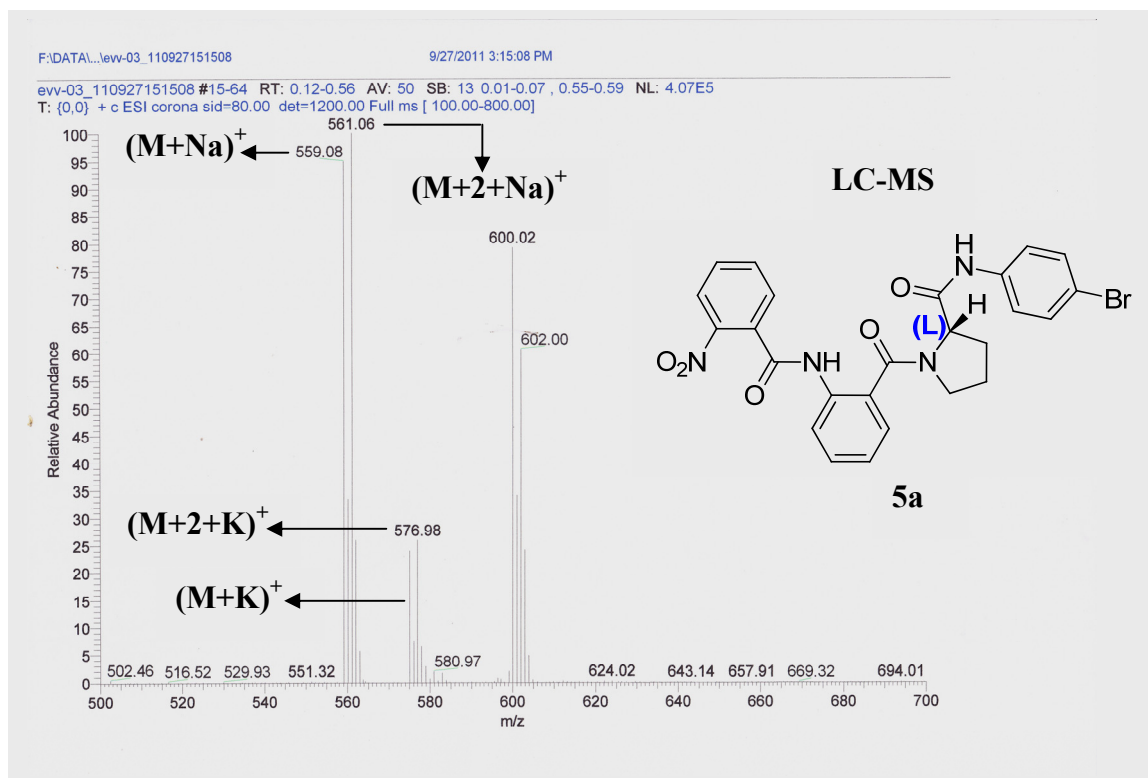 F:\DATA\...\evv-03_110927151508 9/27/2011 3:15:08 PM
evv-03_110927151508 #15-64 RT: 0.12-0.56 AV: 50 SB: 13 0.01-0.07 , 0.55-0.59 NL: 4.07E5
T: {0,0} + c ESI corona sid=80.00 det=1200.00 Full ms [ 100.00-800.00]
561.06
(M+Na)+
559.08
(M+2+Na)+
LC-MS
600.02
602.00
(M+2+K)+
576.98
(M+K)+
580.97
502.46 516.52 529.93 551.32 624.02 643.14 657.91 669.32 694.01
100
95
90
85
80
75
70
65
60
55
50
45
40
35
30
25
20
15
10
5
0
Relative Abundance
500 520 540 560 580 600 620 640 660 680 700
m/z
H
N
O
Br
H
(L)
O
N
O2N
O
NH
5a